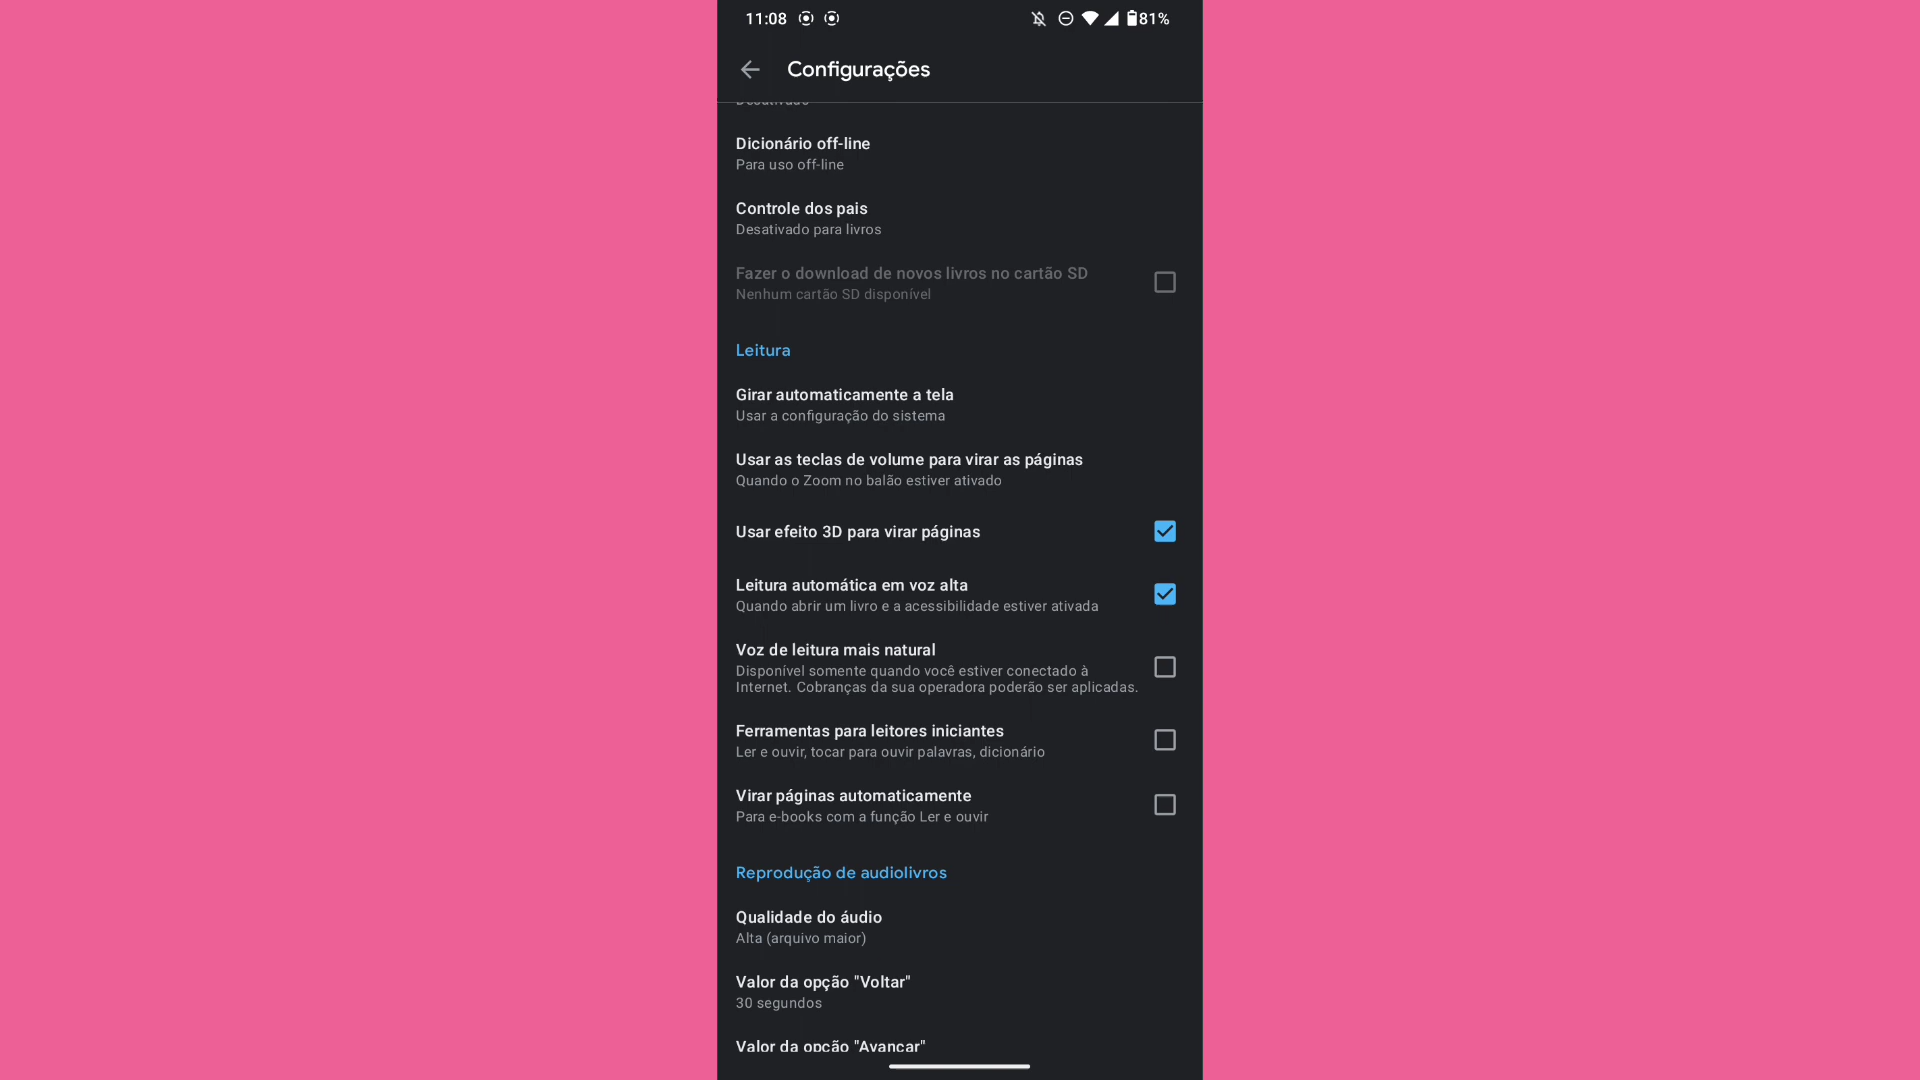 11:08
81%
Configurações
Desativado
Dicionário off-line
Para uso off-line
Controle dos pais
Desativado para livros
Fazer o download de novos livros no cartão SD
Nenhum cartão SD disponível
Leitura
Girar automaticamente a tela
Usar a configuração do sistema
Usar as teclas de volume para virar as páginas
Quando o Zoom no balão estiver ativado
Usar efeito 3D para virar páginas
Leitura automática em voz alta
Quando abrir um livro e a acessibilidade estiver ativada
Voz de leitura mais natural
Disponível somente quando você estiver conectado à
Internet. Cobranças da sua operadora poderão ser aplicadas.
Ferramentas para leitores iniciantes
Ler e ouvir, tocar para ouvir palavras, dicionário
Virar páginas automaticamente
Para e-books com a função Ler e ouvir
Reprodução de audiolivros
Qualidade do áudio
Alta (arquivo maior)
Valor da opção "Voltar"
30 segundos
Valor da opção "Avançar"